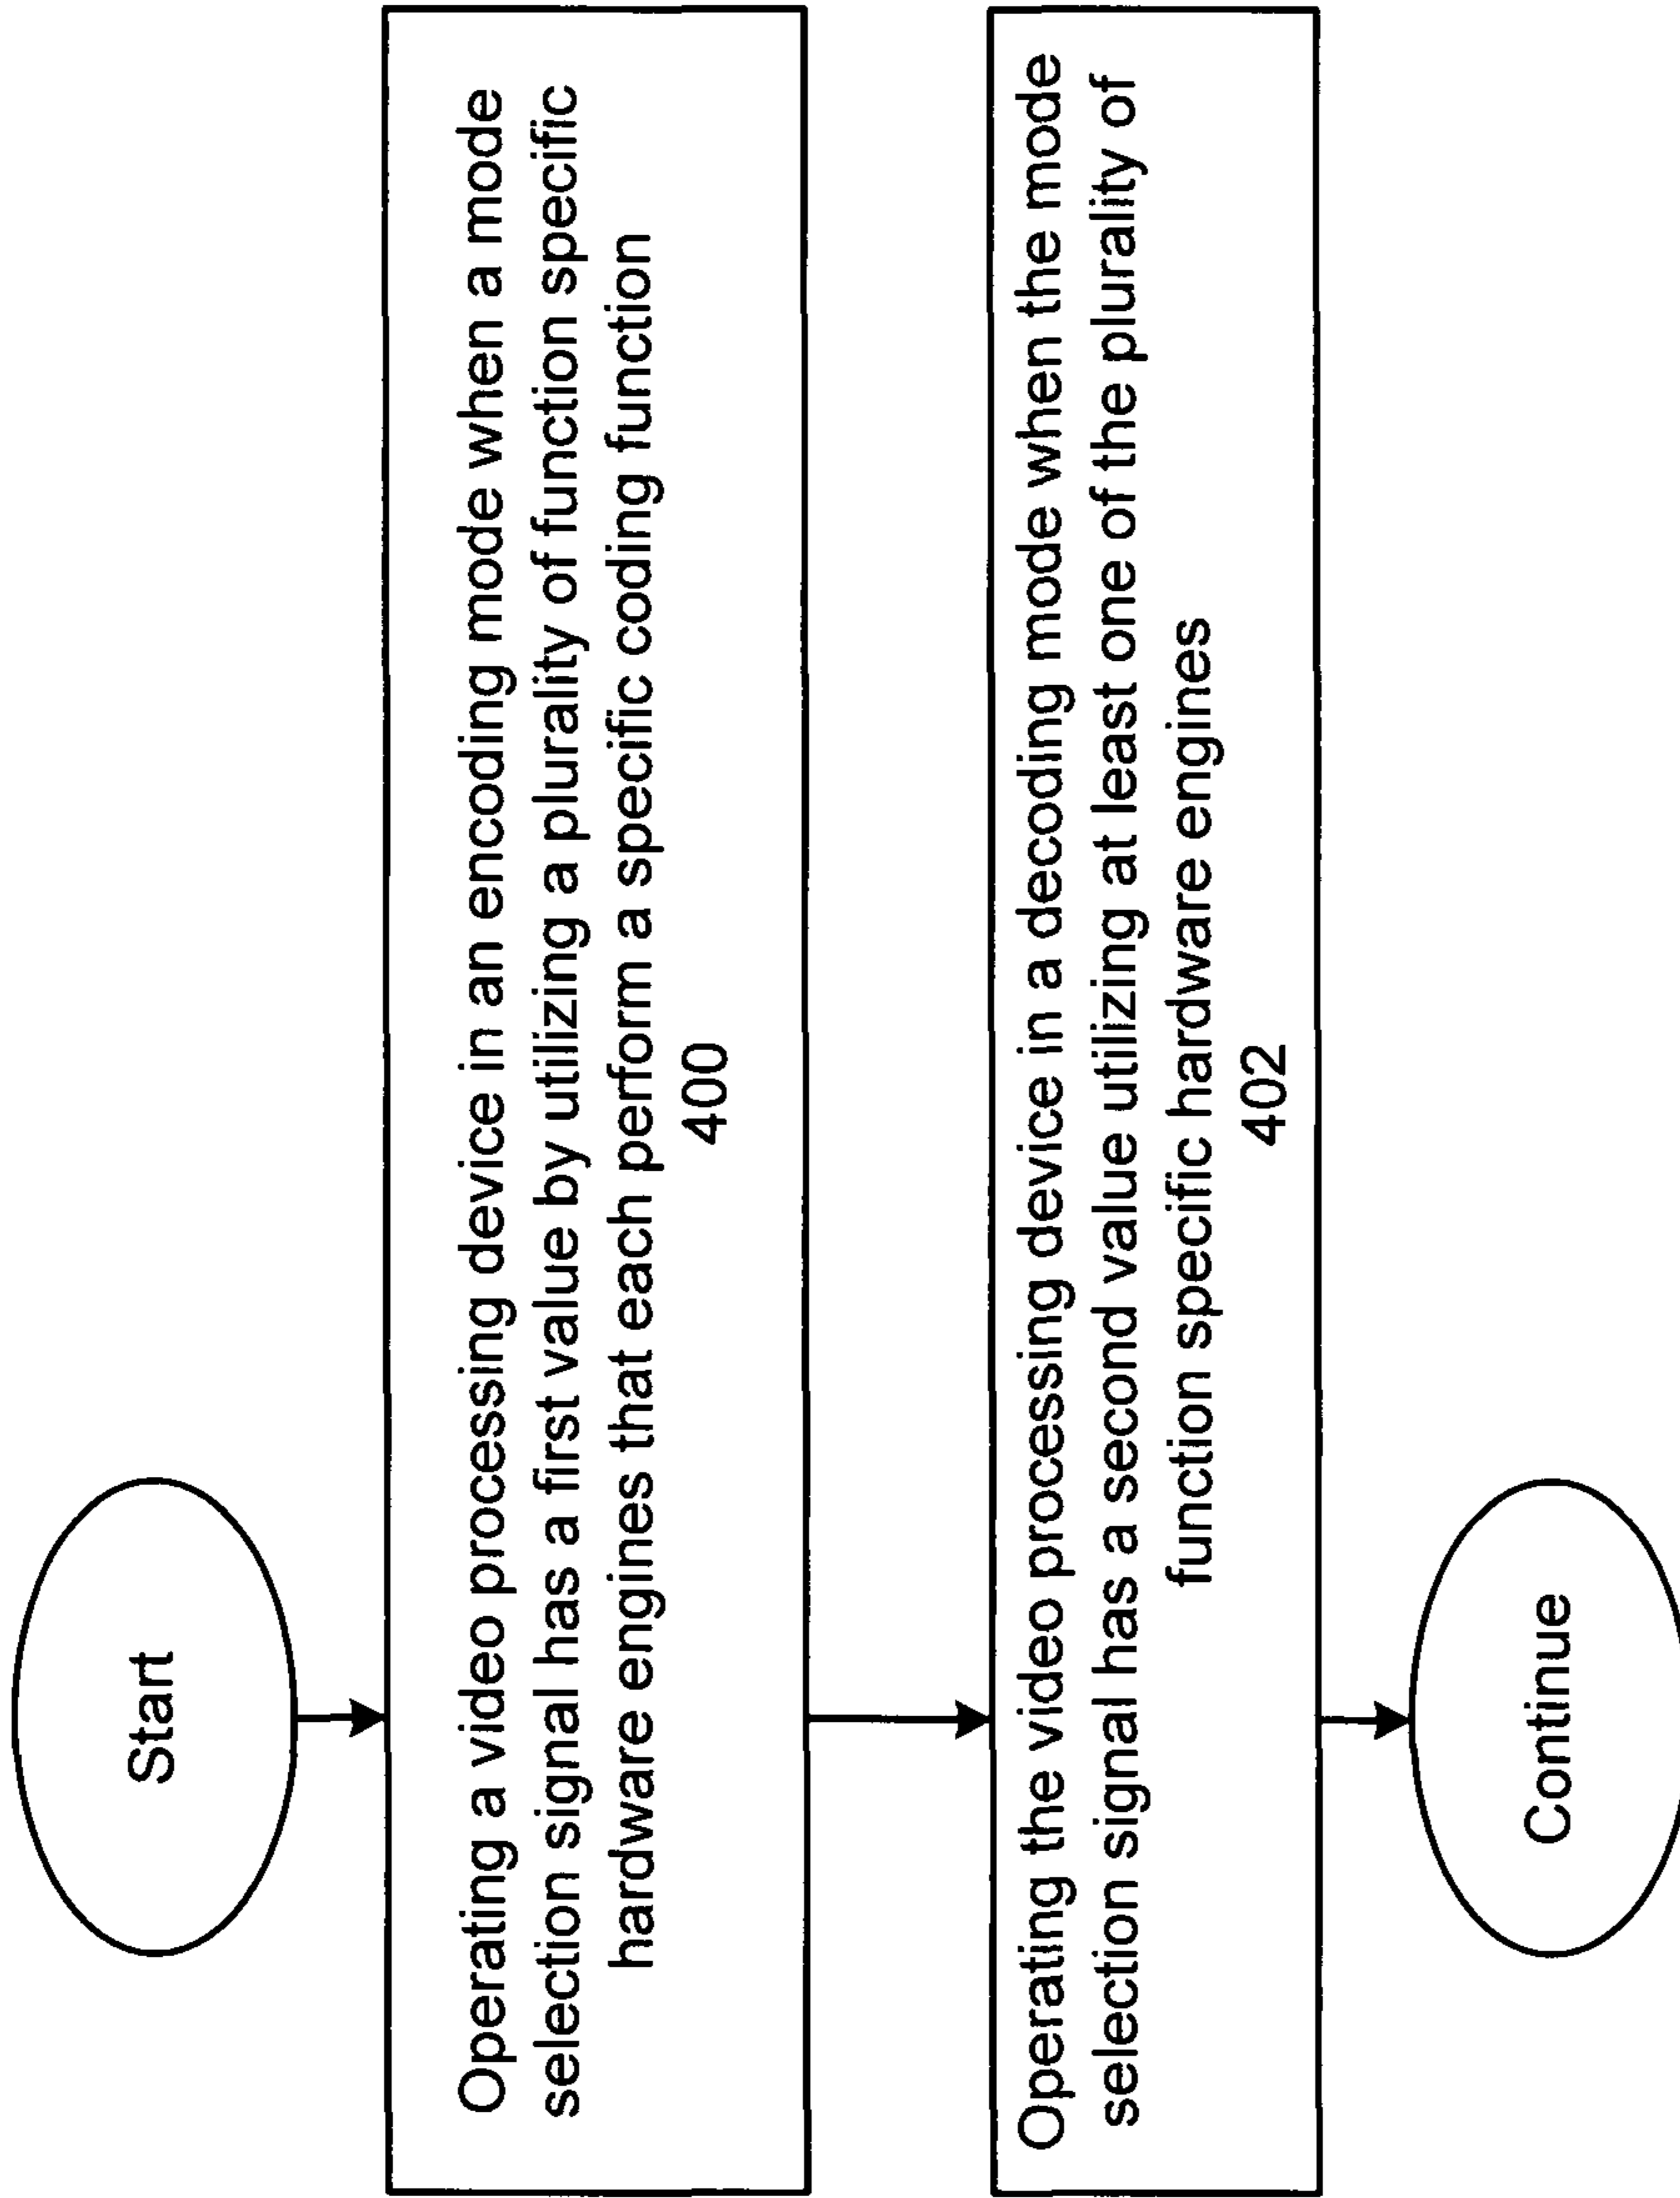 Start
Operating a video processing device in an encoding mode when a mode
selection signal has a first value by utilizing a plurality of function specific
hardware engines that each perform a specific coding function
400
Operating the video processing device in a decoding mode when the mode
selection signal has a second value utilizing at least one of the plurality of
function specific hardware engines
402
Continue